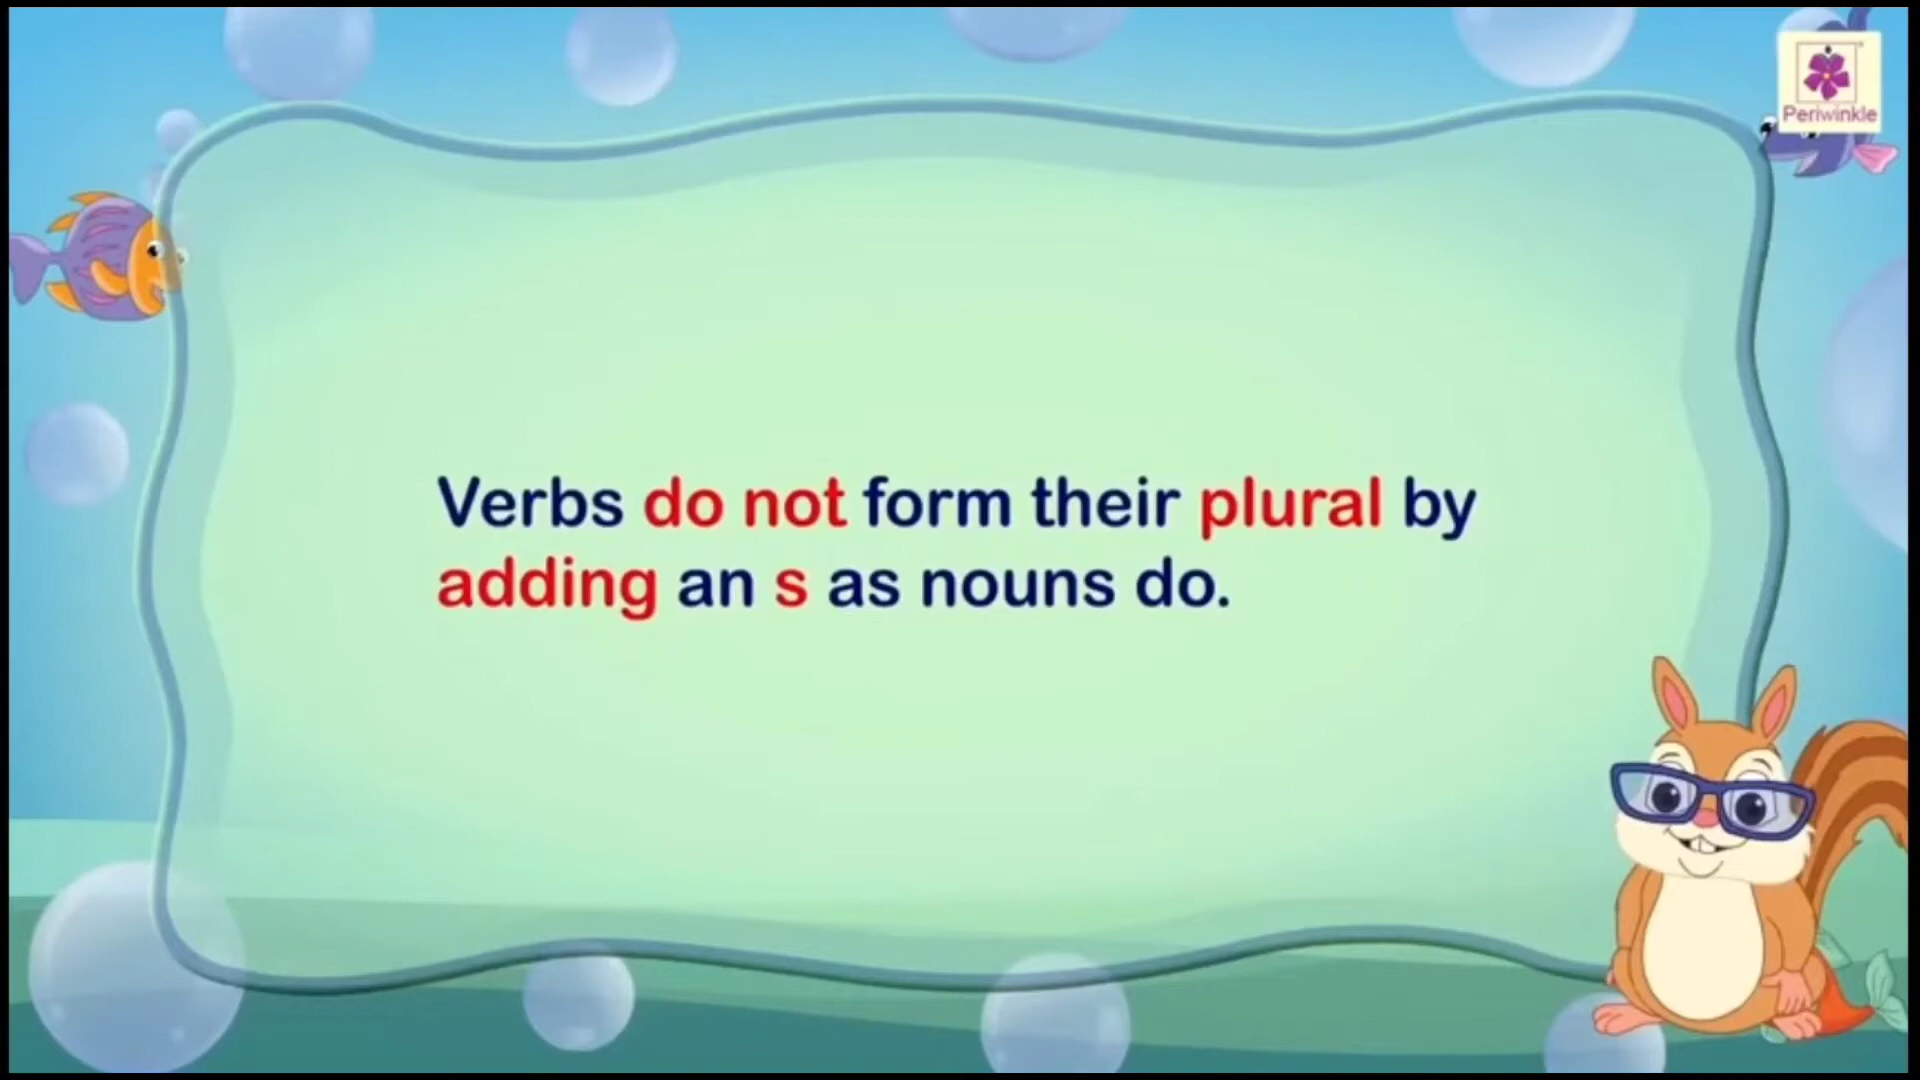 Periwinkle
Verbs do not form their plural by
adding an s as nouns do.